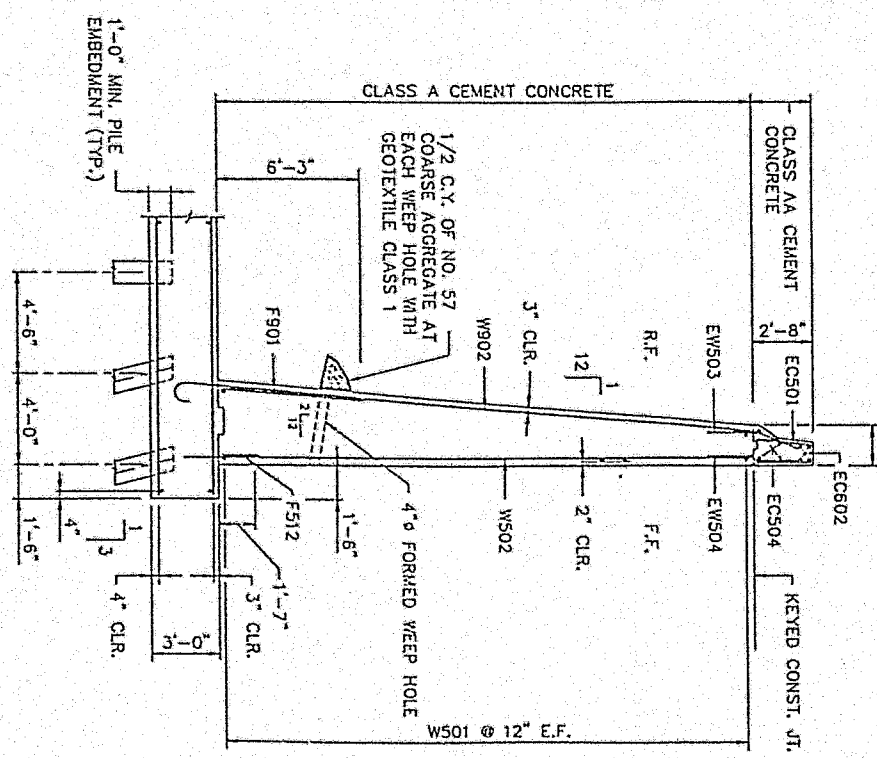 CLASS A CEMENT CONCRETE
CLASS AA CEMENT
CONCRETE
2'-8"
EC501
EC602
EC504
KEYED CONST. JT.
EW503
EW504
R.F.
F.F.
12
1
3" CLR.
2" CLR.
W902
W502
1/2 C.Y. OF NO. 57
COARSE AGGREGATE AT
EACH WEEP HOLE WITH
GEOTEXTILE CLASS 1
6'-3"
F901
2
12
4"ø FORMED WEEP HOLE
1'-6"
F512
1'-7"
W501 @ 12" E.F.
1'-0" MIN. PILE
EMBEDMENT (TYP.)
4'-6"
4'-0"
1'-6"
4"
1
3
4" CLR.
3" CLR.
3'-0"